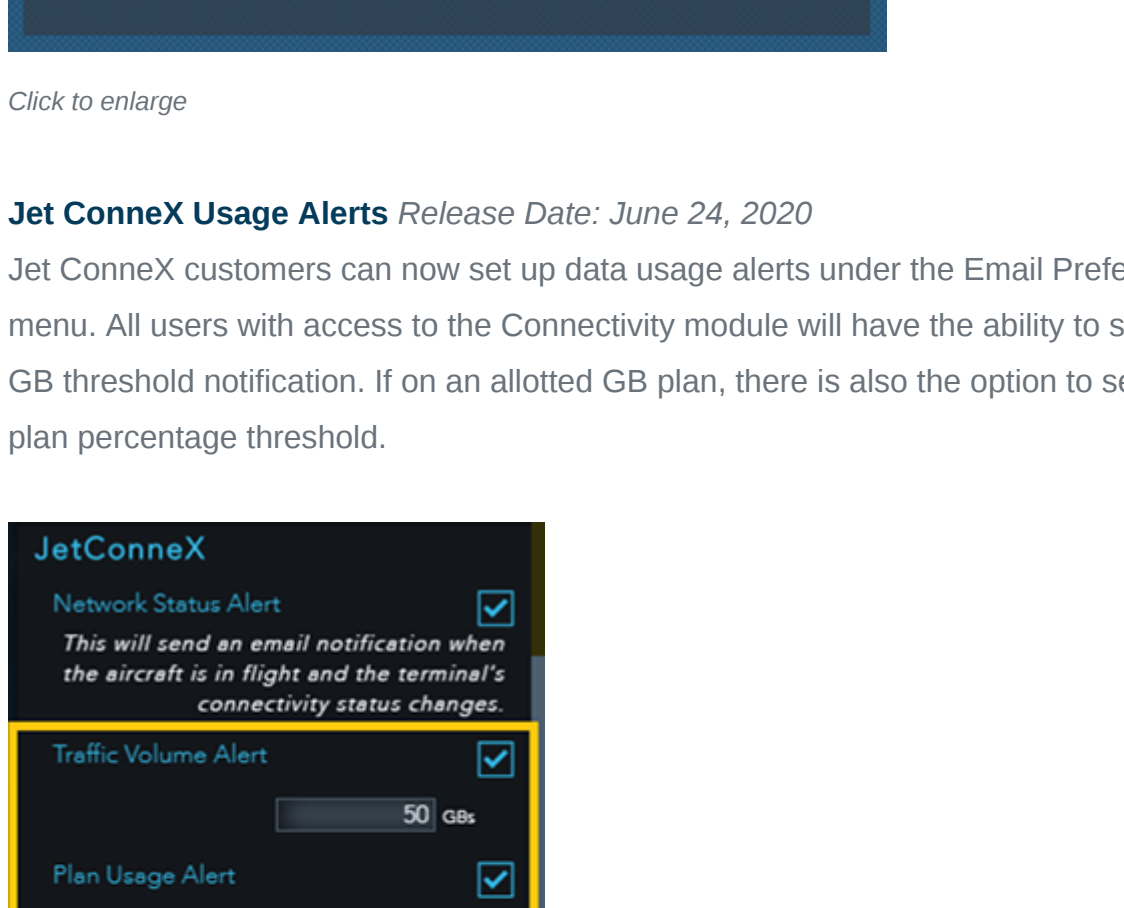 Click to enlarge
Jet ConneX Usage Alerts Release Date: June 24, 2020
Jet ConneX customers can now set up data usage alerts under the Email
menu. All users with access to the Connectivity module will have the ability to
GB threshold notification. If on an allotted GB plan, there is also the option to
plan percentage threshold.
JetConneX
Network Status Alert
This will send an email notification when
the aircraft is in flight and the terminal's
connectivity status changes.
Traffic Volume Alert
50 GBs
Plan Usage Alert